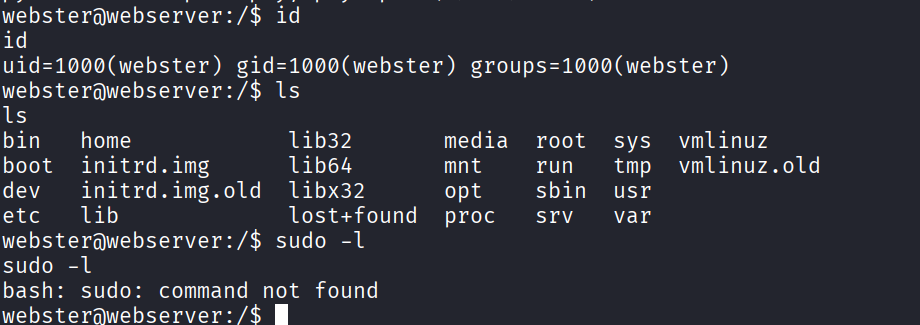 webster@webserver:/$ id
id
uid=1000(webster) gid=1000(webster) groups=1000(webster)
webster@webserver:/$ ls
ls
bin   home            lib32       media  root  sys  vmlinuz
boot  initrd.img      lib64       mnt    run   tmp  vmlinuz.old
dev   initrd.img.old  libx32      opt    sbin  usr
etc   lib             lost+found  proc   srv   var
webster@webserver:/$ sudo -l
sudo -l
bash: sudo: command not found
webster@webserver:/$